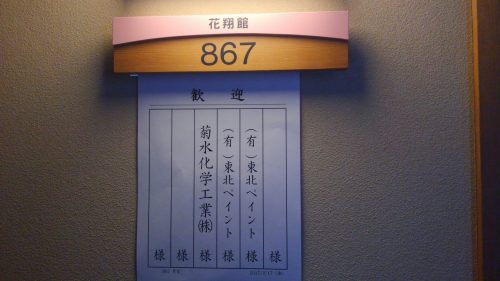 花翔館
867
歓迎
様
(有)東北ペイント 様
(有)東北ペイント 様
菊水化学工業㈱ 様
様
様